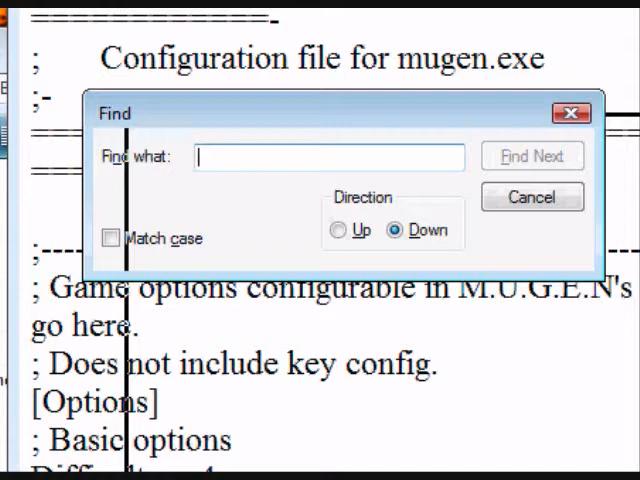 =============-
; Configuration file for mugen.exe
;-
Find
Find what:
Find Next
Cancel
Direction
Up
Down
Match case
; Game options configurable in M.U.G.E.N's
go here.
; Does not include key config.
[Options]
; Basic options